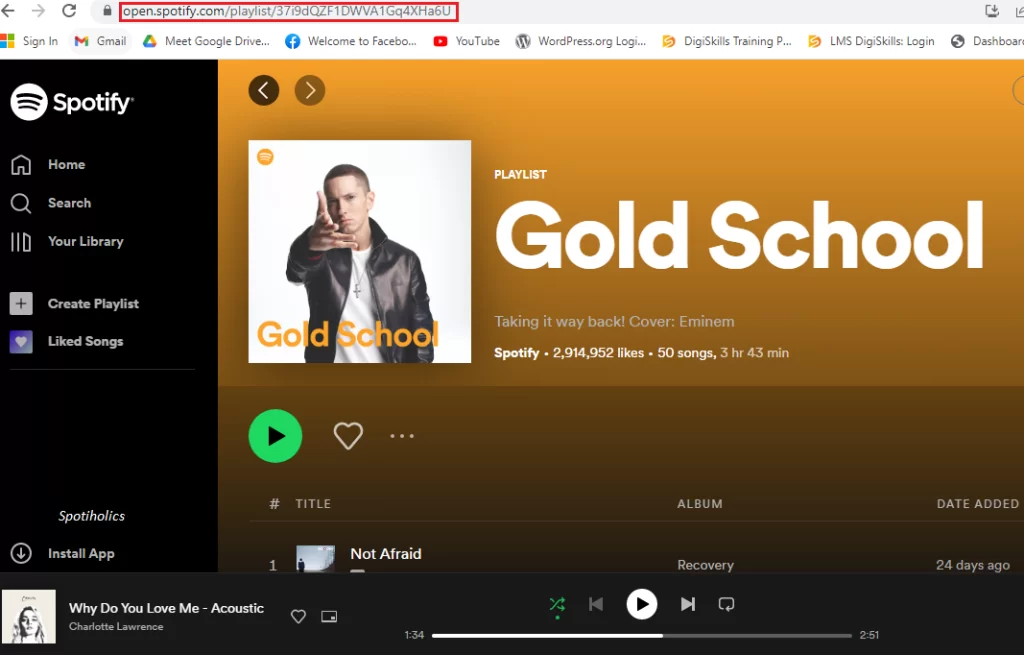 open.spotify.com/playlist/37i9dQZF1DWVA1Gq4XHa6U
Sign In Gmail Meet Google Drive... Welcome to Facebo... YouTube WordPress.org Logi... DigiSkills Training P... LMS DigiSkills: Login Dashboar
Spotify
Home
Search
Your Library
Create Playlist
Liked Songs
Spotiholics
Install App
Gold School
PLAYLIST
Gold School
Taking it way back! Cover: Eminem
Spotify • 2,914,952 likes • 50 songs, 3 hr 43 min
# TITLE ALBUM DATE ADDED
1 Not Afraid Recovery 24 days ago
Why Do You Love Me - Acoustic
Charlotte Lawrence
1:34 2:51